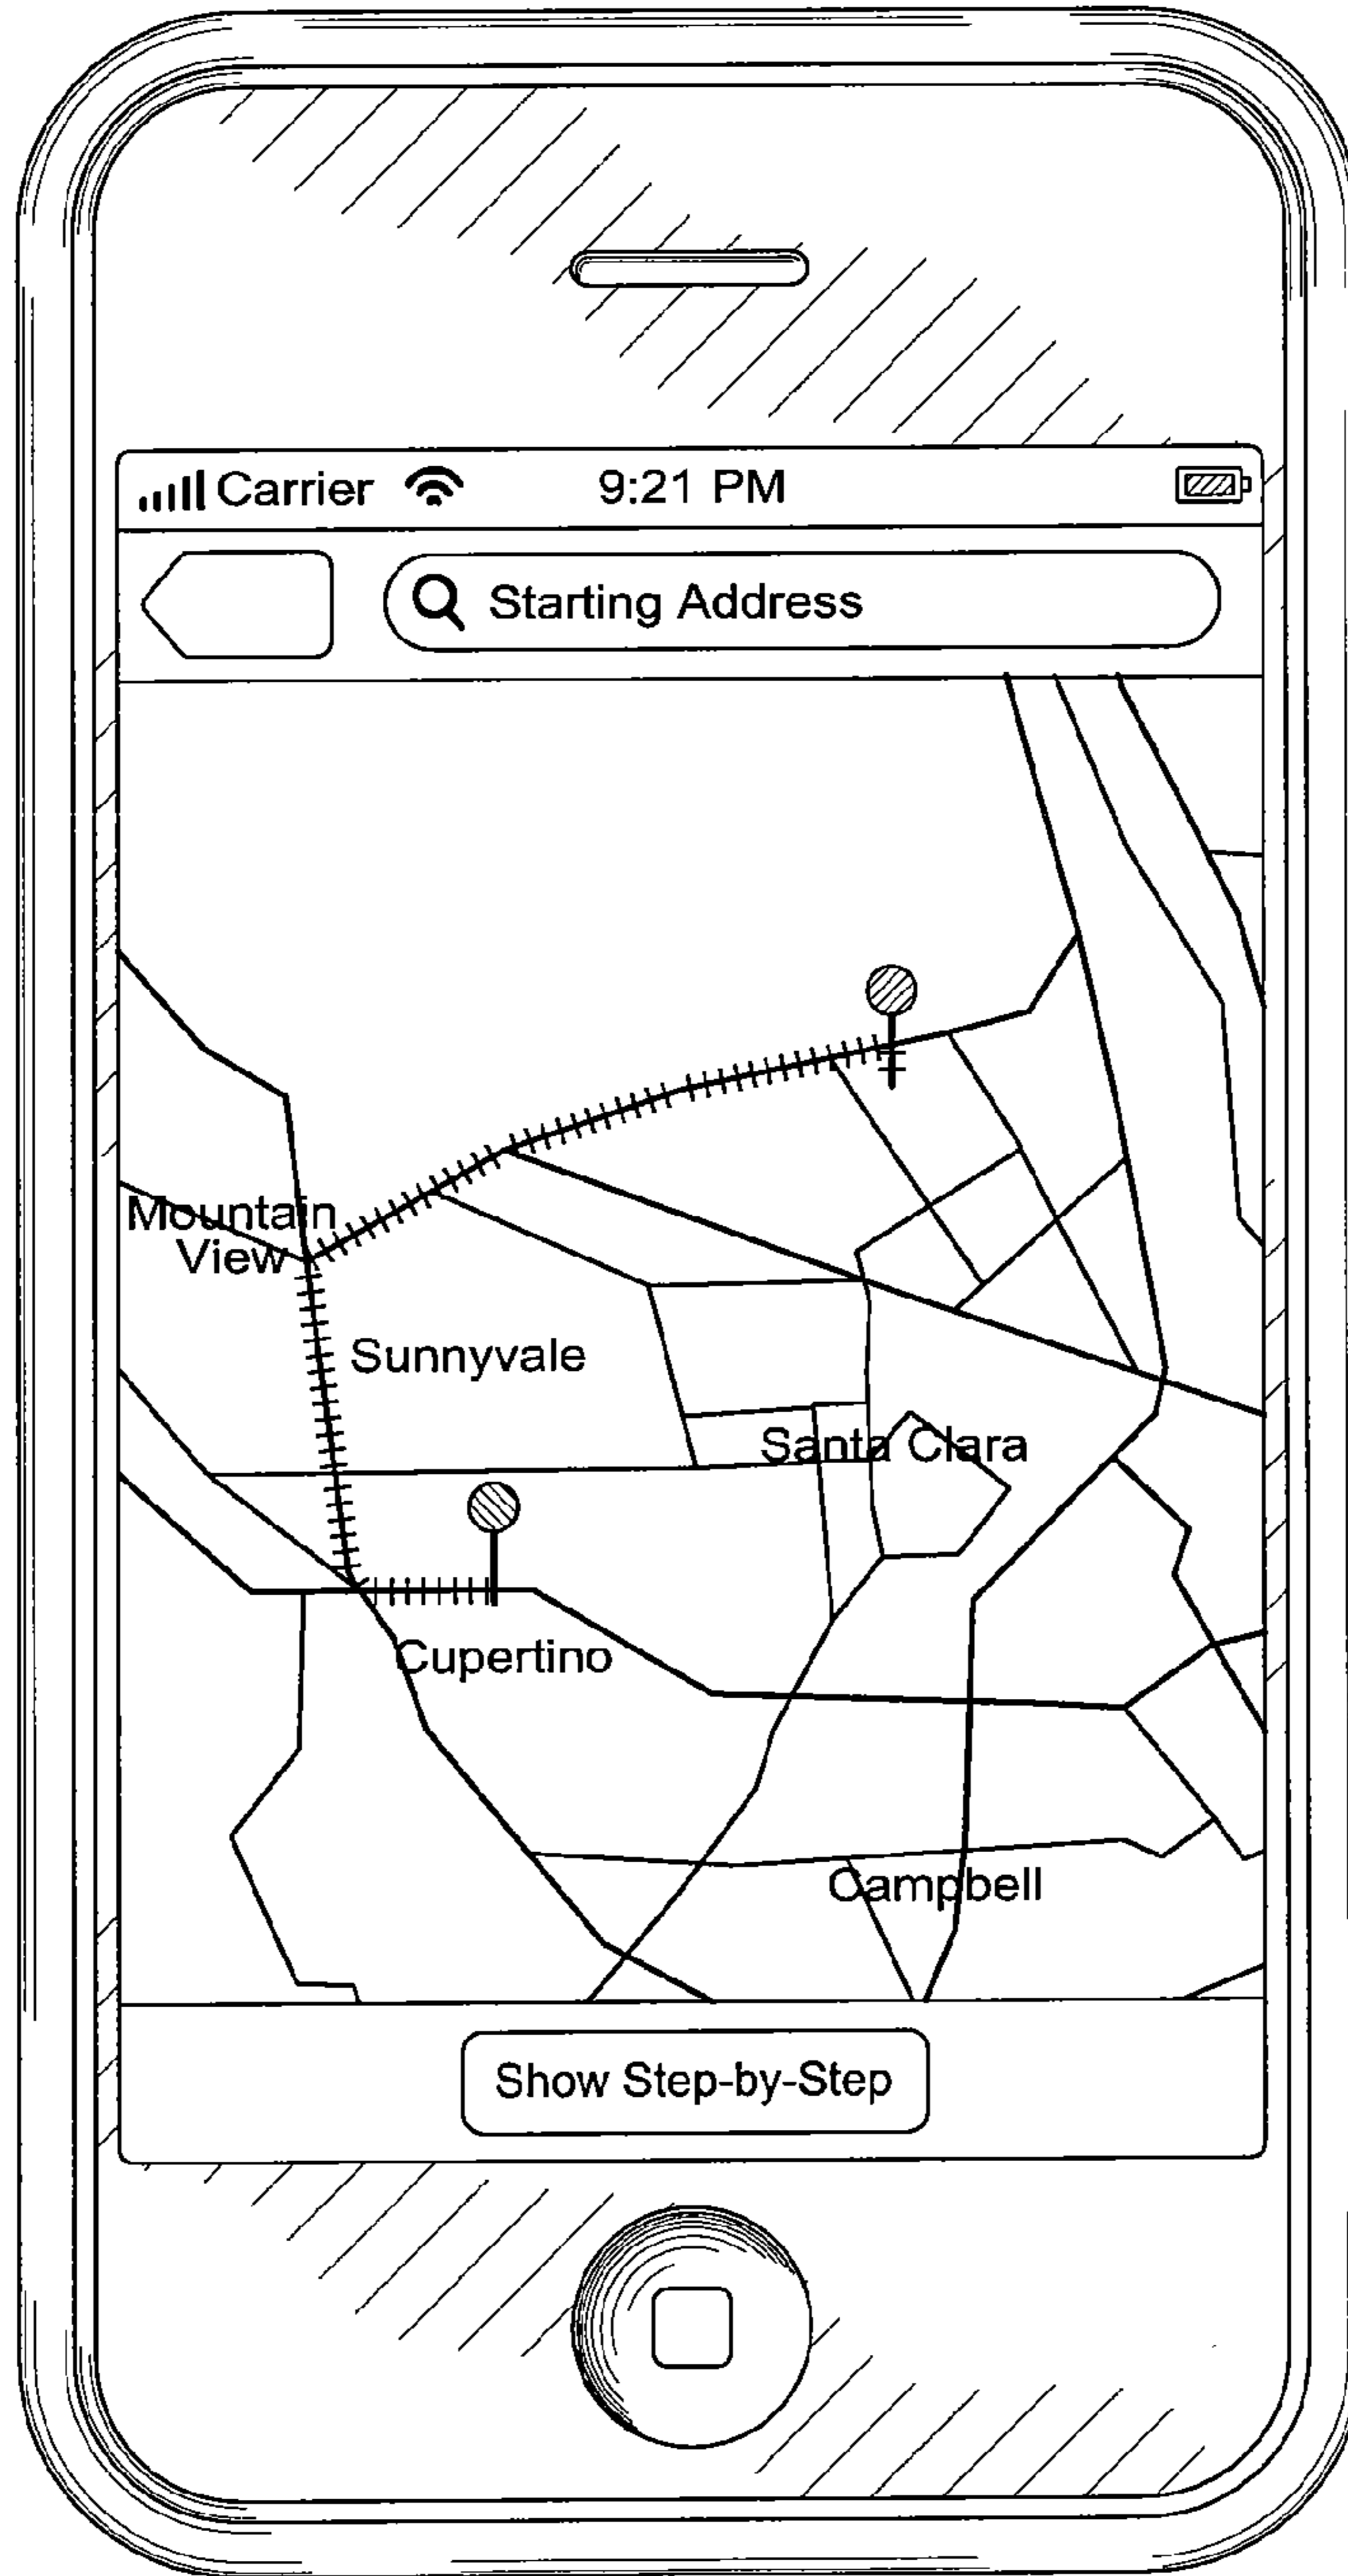 Carrier 9:21 PM
Starting Address
Mountain
View
Sunnyvale
Santa Clara
Cupertino
Campbell
Show Step-by-Step